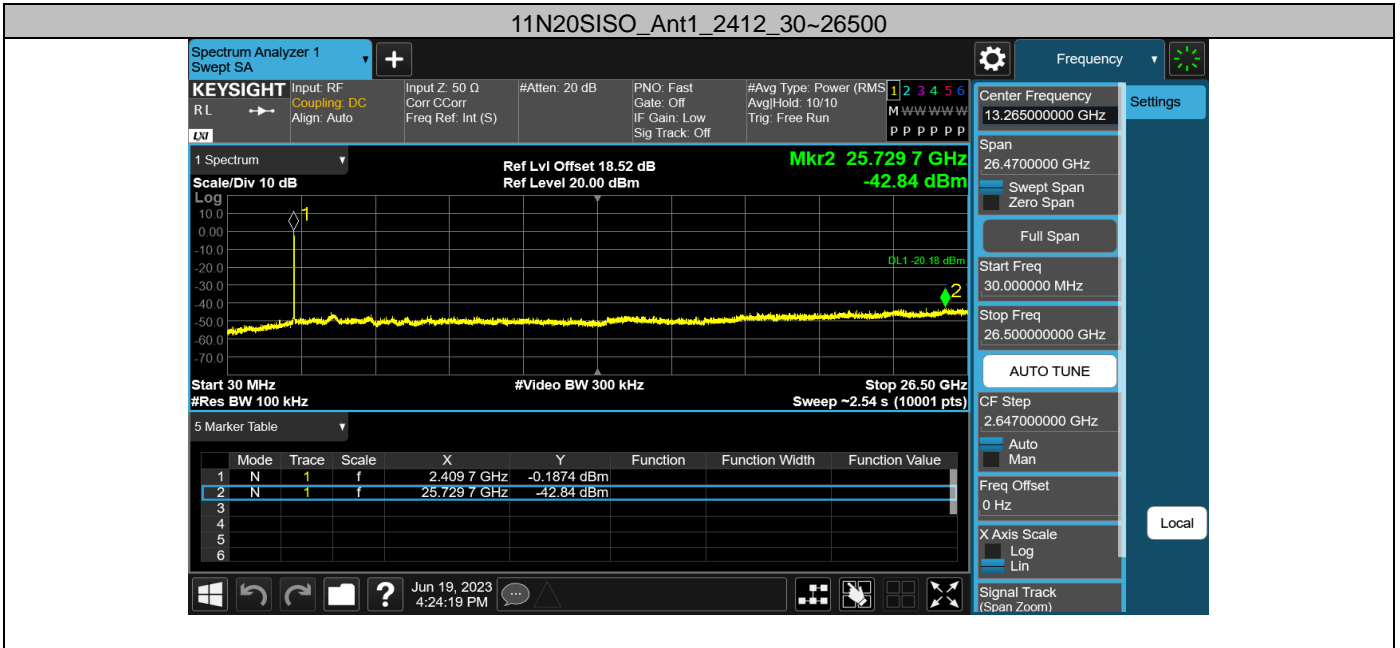 11N20SISO_Ant1_2412_30~26500
Spectrum Analyzer 1
Swept SA
+
Frequency
KEYSIGHT
RL
LXI
Input: RF
Coupling: DC
Align: Auto
Input Z: 50 Ω
Corr CCorr
Freq Ref: Int (S)
#Atten: 20 dB
PNO: Fast
Gate: Off
IF Gain: Low
Sig Track: Off
#Avg Type: Power (RMS
Avg|Hold: 10/10
Trig: Free Run
1 2 3 4 5 6
M W W W W W
P P P P P P
1 Spectrum
Scale/Div 10 dB
Ref Lvl Offset 18.52 dB
Ref Level 20.00 dBm
Mkr2 25.729 7 GHz
-42.84 dBm
Log
10.0
0.00
-10.0
-20.0
-30.0
-40.0
-50.0
-60.0
-70.0
1
DL1 -20.18 dBm
2
Start 30 MHz
#Video BW 300 kHz
Stop 26.50 GHz
#Res BW 100 kHz
Sweep ~2.54 s (10001 pts)
5 Marker Table
Mode Trace Scale X Y Function Function Width Function Value
1 N 1 f 2.409 7 GHz -0.1874 dBm
2 N 1 f 25.729 7 GHz -42.84 dBm
3
4
5
6
?
Jun 19, 2023
4:24:19 PM
Center Frequency
13.265000000 GHz
Span
26.4700000 GHz
Swept Span
Zero Span
Full Span
Start Freq
30.000000 MHz
Stop Freq
26.500000000 GHz
AUTO TUNE
CF Step
2.647000000 GHz
Auto
Man
Freq Offset
0 Hz
X Axis Scale
Log
Lin
Signal Track
(Span Zoom)
Settings
Local